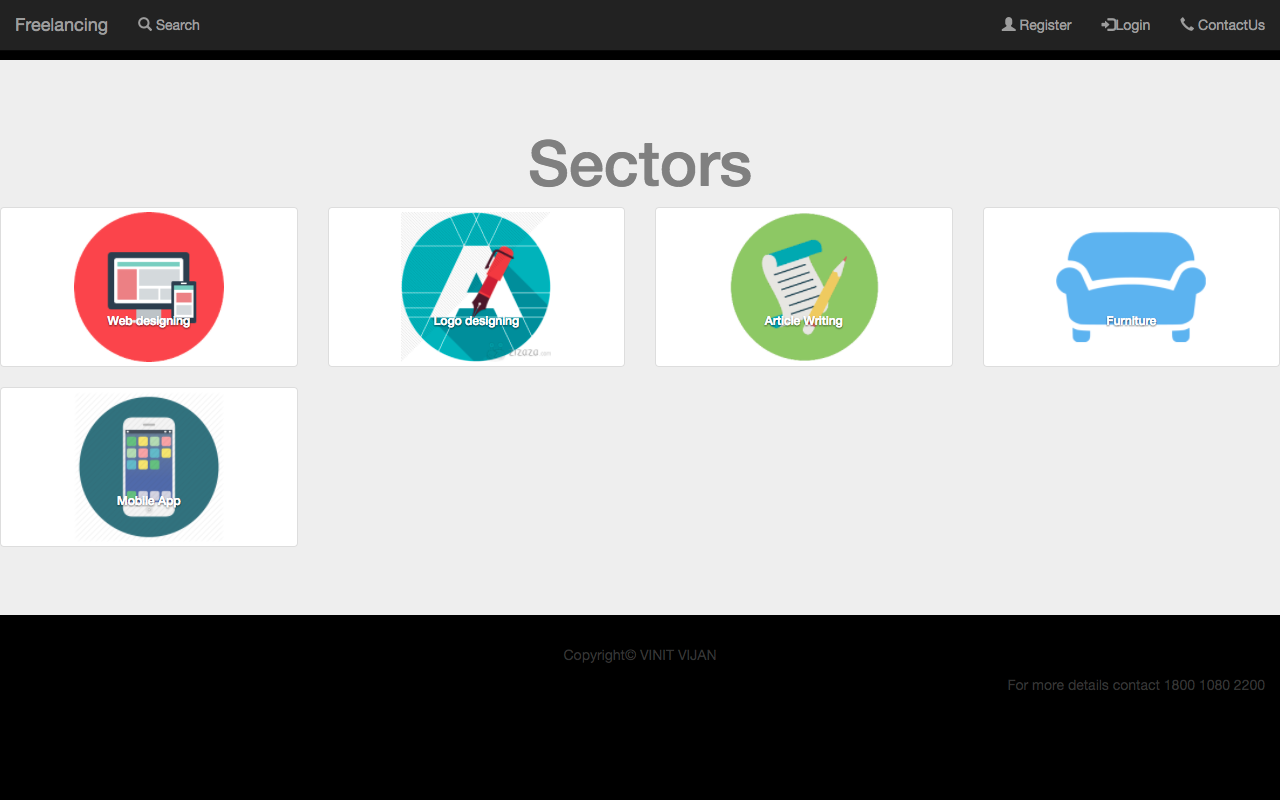 Freelancing Search Register Login ContactUs
Sectors
Web designing Logo designing Article Writing Furniture
Mobile App
Copyright© VINIT VIJAN
For more details contact 1800 1080 2200